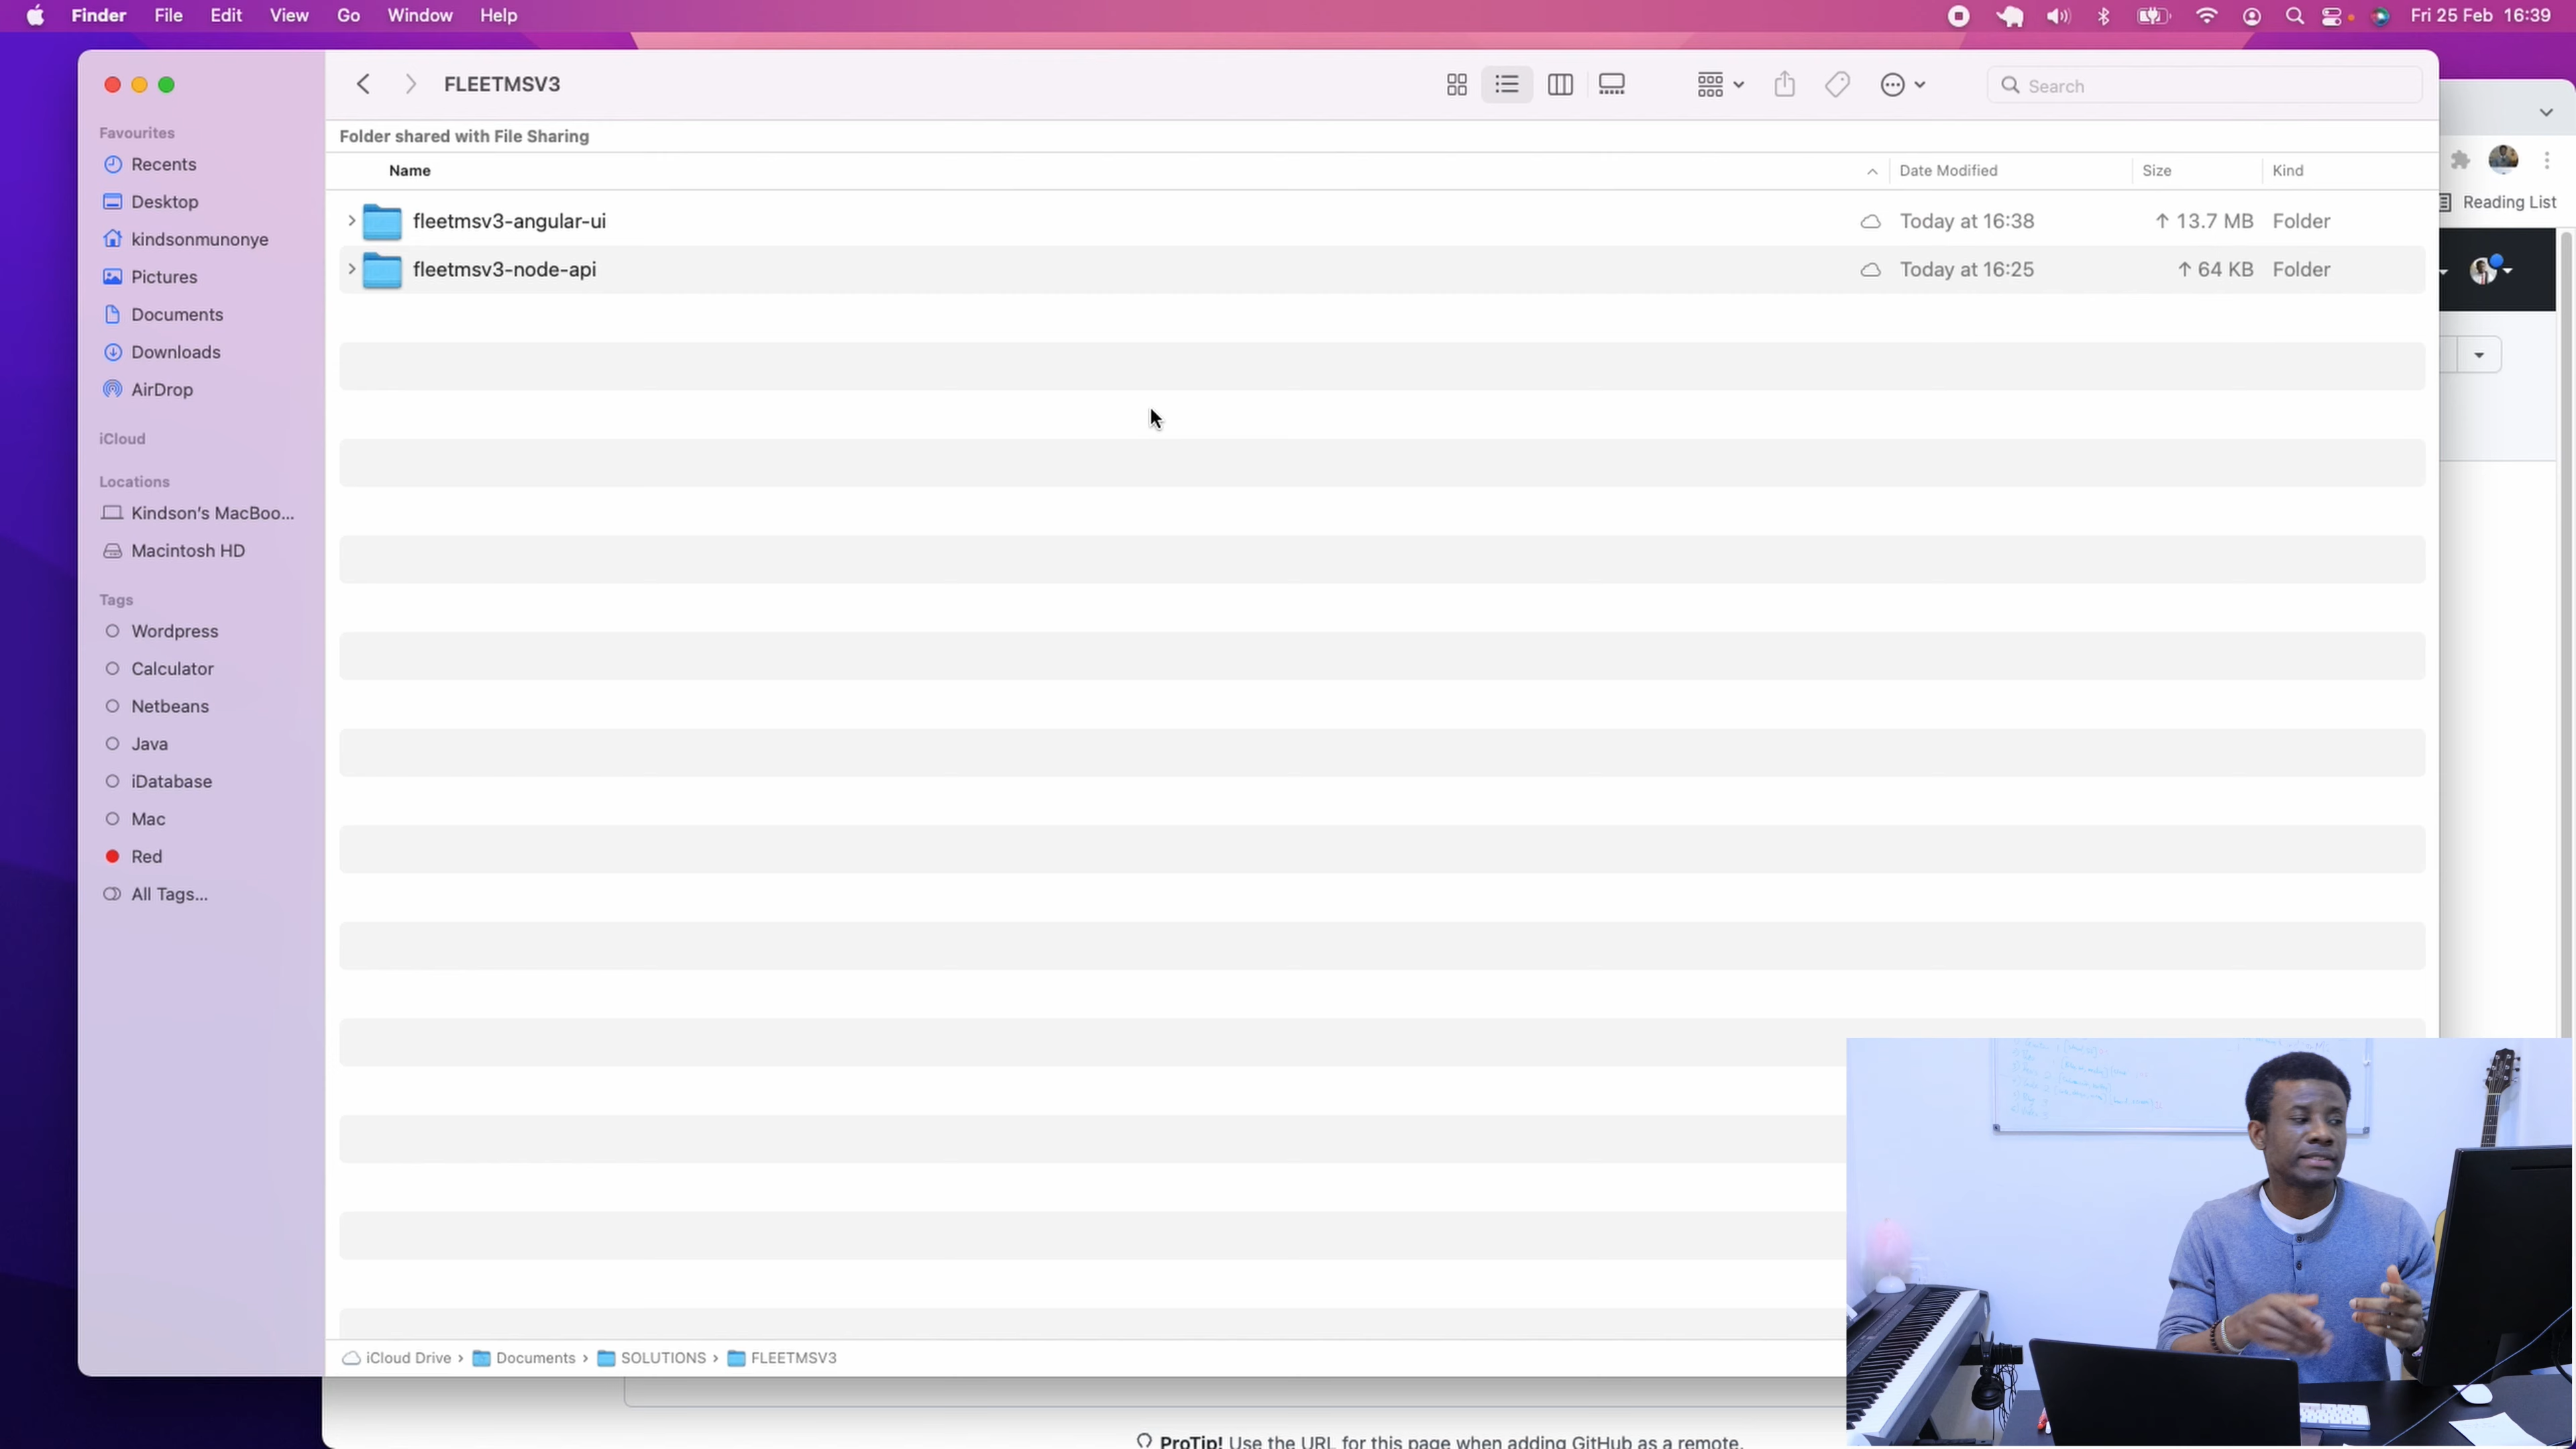 Finder File Edit View Go Window Help Fri 25 Feb 16:39
FLEETMSV3 Search
Favourites
Recents
Desktop
kindsonmunonye
Pictures
Documents
Downloads
AirDrop
iCloud
Locations
Kindson's MacBoo...
Macintosh HD
Tags
Wordpress
Calculator
Netbeans
Java
iDatabase
Mac
Red
All Tags...
Folder shared with File Sharing
Name Date Modified Size Kind
fleetmsv3-angular-ui Today at 16:38 ↑ 13.7 MB Folder
fleetmsv3-node-api Today at 16:25 ↑ 64 KB Folder
Reading List
iCloud Drive › Documents › SOLUTIONS › FLEETMSV3
ProTip! Use the URL for this page when adding GitHub as a remote.